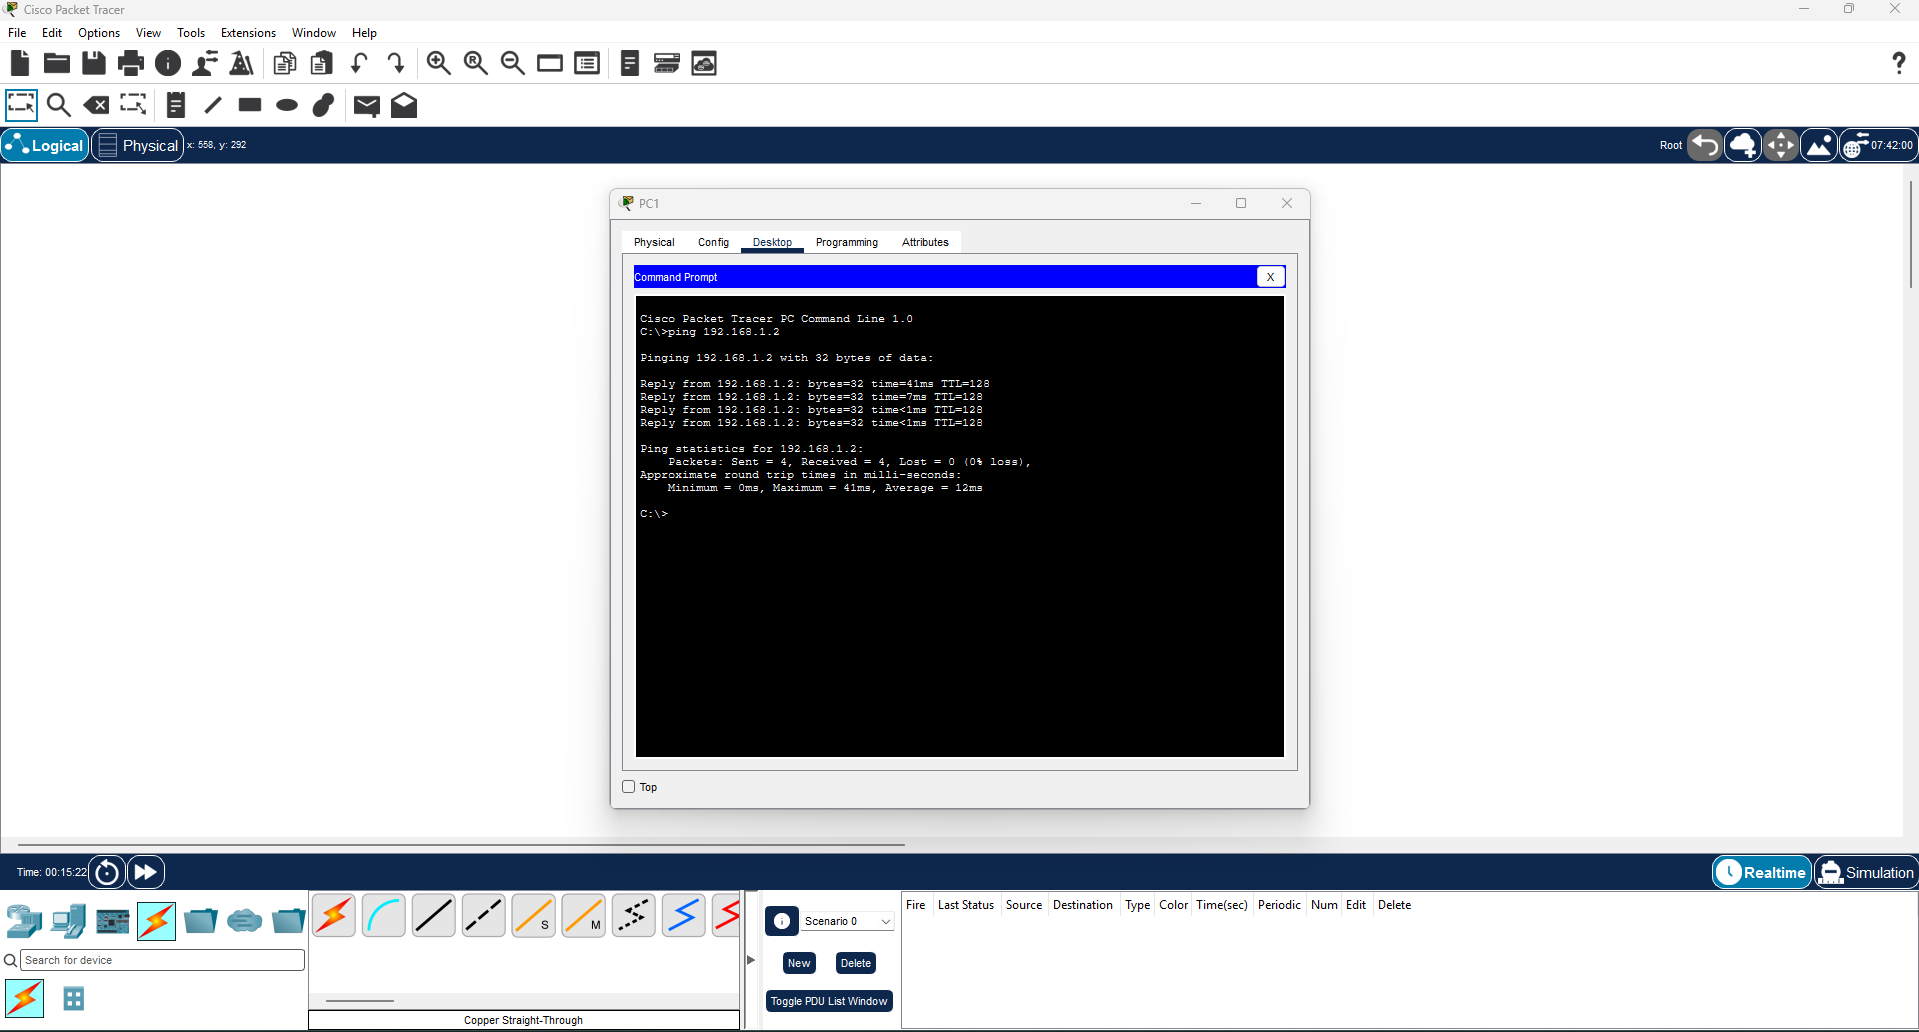 Cisco Packet Tracer
File Edit Options View Tools Extensions Window Help
Logical Physical x: 558, y: 292 Root 07:42:00
PC1
Physical Config Desktop Programming Attributes
Command Prompt X
Cisco Packet Tracer PC Command Line 1.0
C:\>ping 192.168.1.2
Pinging 192.168.1.2 with 32 bytes of data:
Reply from 192.168.1.2: bytes=32 time=41ms TTL=128
Reply from 192.168.1.2: bytes=32 time=7ms TTL=128
Reply from 192.168.1.2: bytes=32 time<1ms TTL=128
Reply from 192.168.1.2: bytes=32 time<1ms TTL=128
Ping statistics for 192.168.1.2:
Packets: Sent = 4, Received = 4, Lost = 0 (0% loss),
Approximate round trip times in milli-seconds:
Minimum = 0ms, Maximum = 41ms, Average = 12ms
C:\>
Top
Time: 00:15:22 Realtime Simulation
S M
Scenario 0
Fire Last Status Source Destination Type Color Time(sec) Periodic Num Edit Delete
Search for device
New Delete
Toggle PDU List Window
Copper Straight-Through